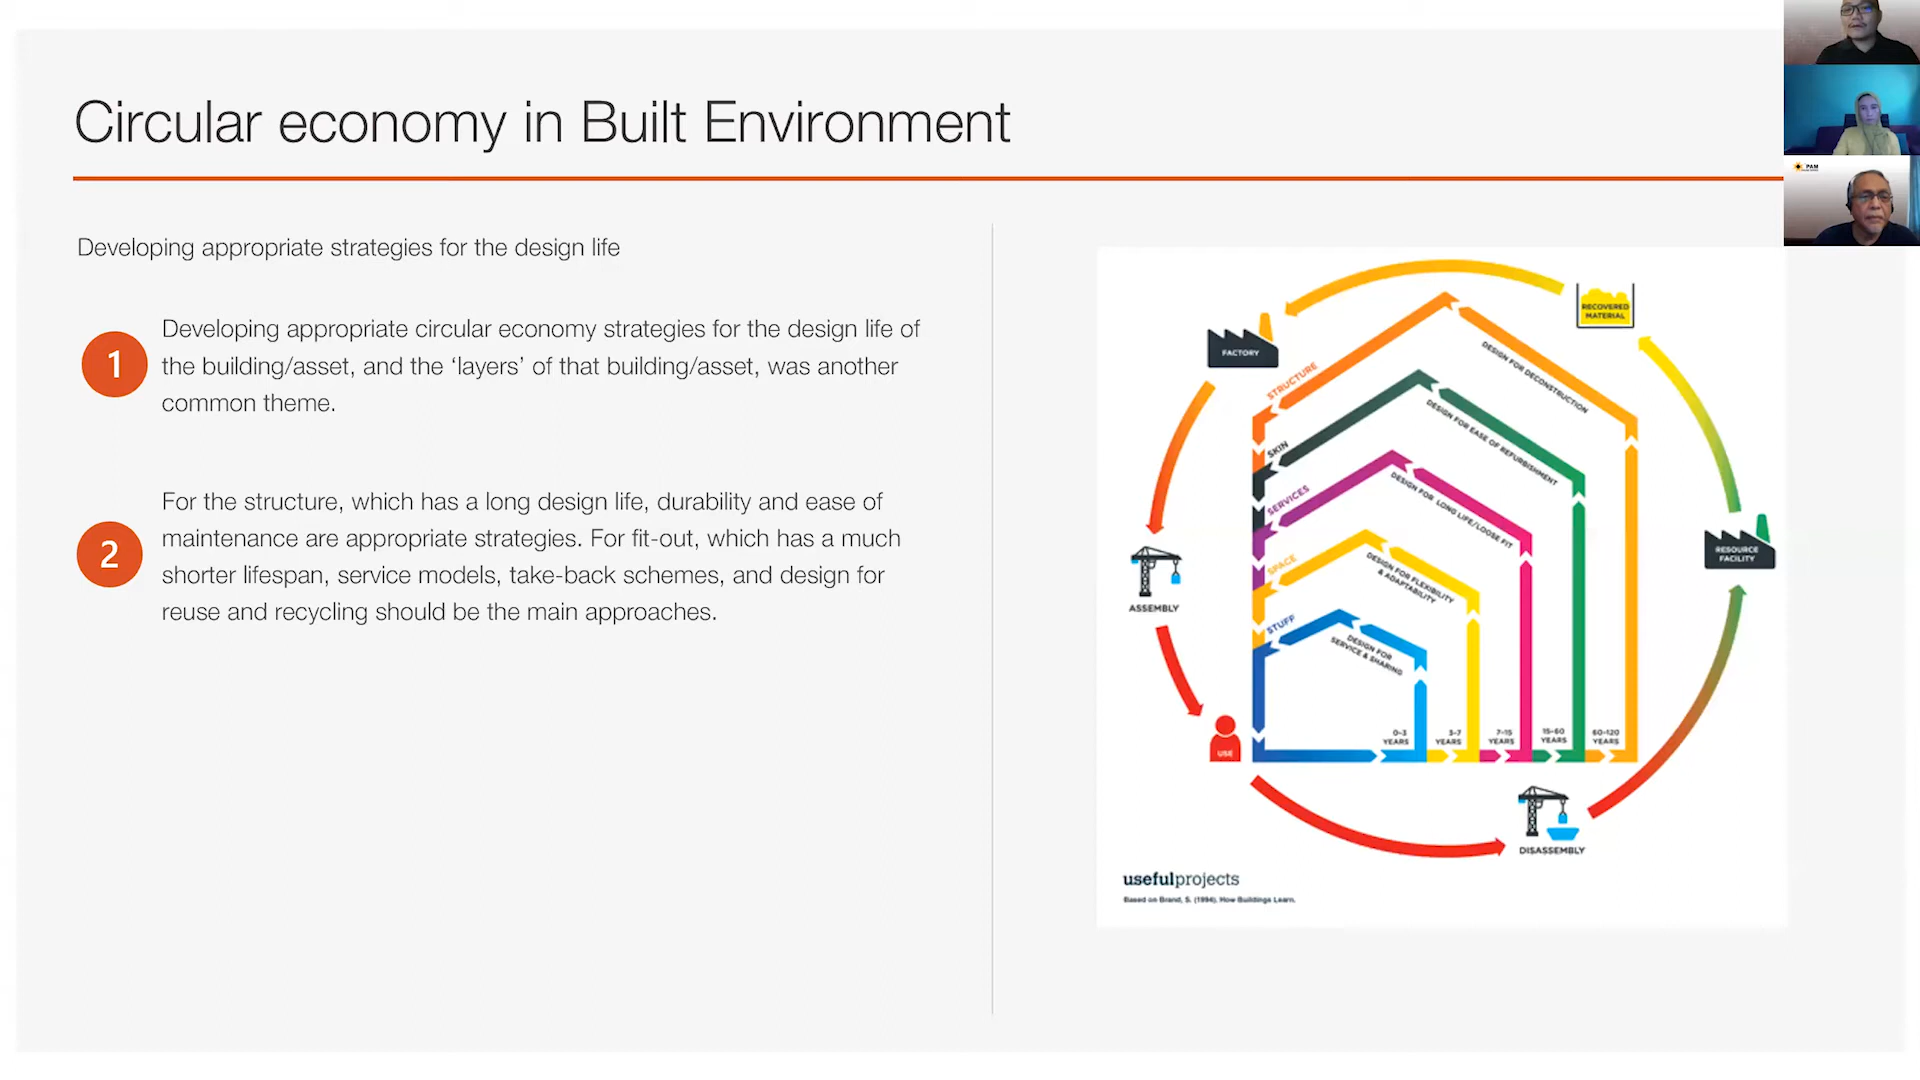 Circular economy in Built Environment
PAM
Developing appropriate strategies for the design life
1
Developing appropriate circular economy strategies for the design life of
the building/asset, and the ‘layers’ of that building/asset, was another
common theme.
2
For the structure, which has a long design life, durability and ease of
maintenance are appropriate strategies. For fit-out, which has a much
shorter lifespan, service models, take-back schemes, and design for
reuse and recycling should be the main approaches.
RECOVERED
MATERIAL
FACTORY
STRUCTURE
DESIGN FOR DECONSTRUCTION
SKIN
DESIGN FOR EASE OF REFURBISHMENT
SERVICES
DESIGN FOR LONG LIFE/LOOSE FIT
SPACE
DESIGN FOR FLEXIBILITY
& ADAPTABILITY
STUFF
DESIGN FOR
SERVICE & SHARING
RESOURCE
FACILITY
ASSEMBLY
USE
0-3
YEARS
3-7
YEARS
7-15
YEARS
15-60
YEARS
60-120
YEARS
DISASSEMBLY
usefulprojects
Based on Brand, S. (1994). How Buildings Learn.